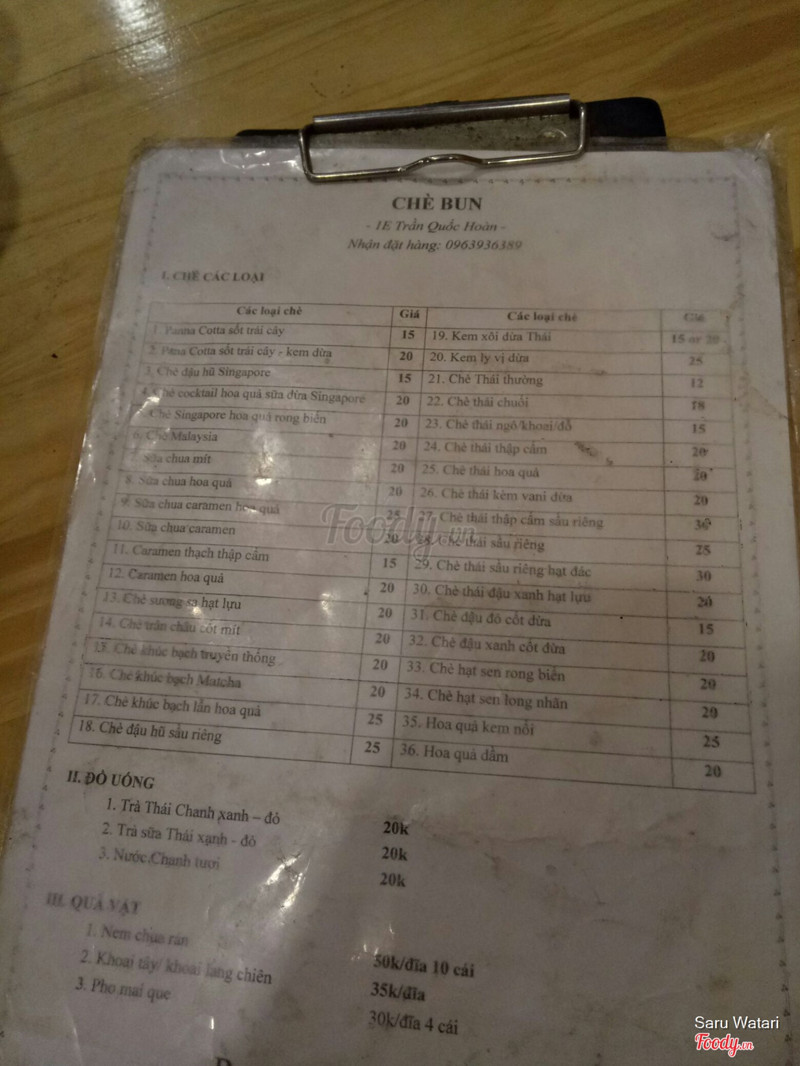 CHÈ BUN
- 1E Trần Quốc Hoàn -
Nhận đặt hàng: 0963936389
I. CHÈ CÁC LOẠI
Các loại chè Giá Các loại chè Giá
1. Panna Cotta sốt trái cây 15 19. Kem xôi dừa Thái 15 or 20
2. Pana Cotta sốt trái cây - kem dừa 20 20. Kem ly vị dừa 25
3. Chè đậu hũ Singapore 15 21. Chè Thái thường 12
4. Chè cocktail hoa quả sữa dừa Singapore 20 22. Chè thái chuối 18
5. Chè Singapore hoa quả rong biển 20 23. Chè thái ngô/khoai/đỗ 15
6. Chè Malaysia 20 24. Chè thái thập cẩm 20
7. Sữa chua mít 20 25. Chè thái hoa quả 20
8. Sữa chua hoa quả 20 26. Chè thái kem vani dừa 20
9. Sữa chua caramen hoa quả 25 27. Chè thái thập cẩm sầu riêng 30
10. Sữa chua caramen 20 28. Chè thái sầu riêng 25
11. Caramen thạch thập cẩm 15 29. Chè thái sầu riêng hạt đác 30
12. Caramen hoa quả 20 30. Chè thái đậu xanh hạt lựu 20
13. Chè sương sa hạt lựu 20 31. Chè đậu đỏ cốt dừa 15
14. Chè trân châu cốt mít 20 32. Chè đậu xanh cốt dừa 20
15. Chè khúc bạch truyền thống 20 33. Chè hạt sen rong biển 20
16. Chè khúc bạch Matcha 20 34. Chè hạt sen long nhãn 20
17. Chè khúc bạch lẫn hoa quả 25 35. Hoa quả kem nổi 25
18. Chè đậu hũ sầu riêng 25 36. Hoa quả dầm 20
II. ĐỒ UỐNG
1. Trà Thái Chanh xanh – đỏ 20k
2. Trà sữa Thái xanh - đỏ 20k
3. Nước Chanh tươi 20k
III. QUÀ VẶT
1. Nem chua rán 50k/đĩa 10 cái
2. Khoai tây/ khoai lang chiên 35k/đĩa
3. Pho mai que 30k/đĩa 4 cái
Foody.vn
Saru Watari
Foody.vn